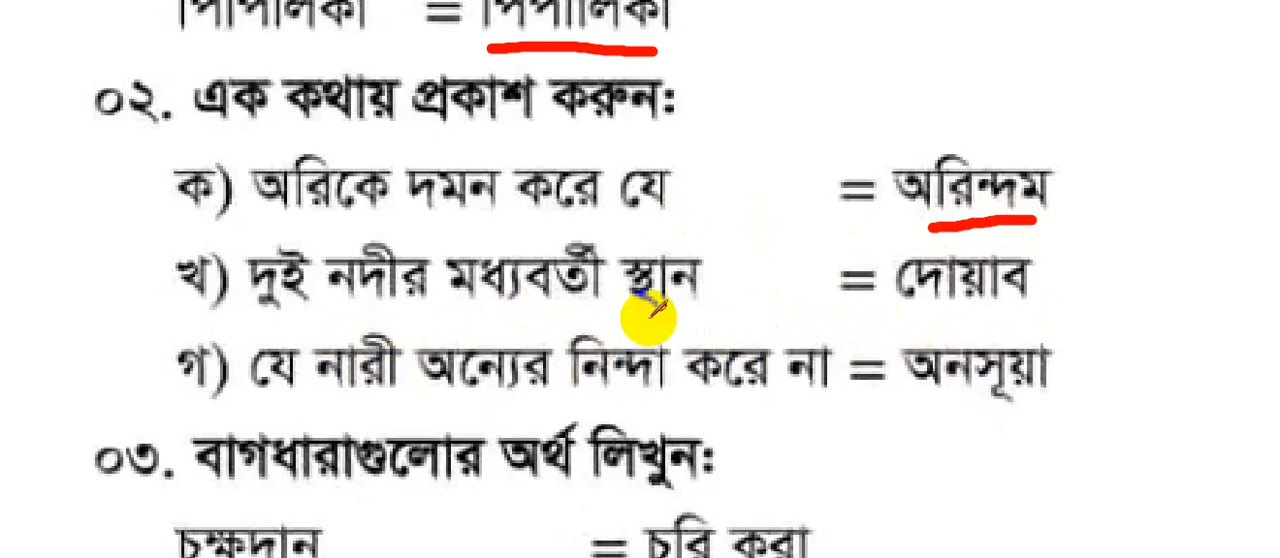 পিপিলিকা = পিপীলিকা
০২. এক কথায় প্রকাশ করুন:
ক) অরিকে দমন করে যে = অরিন্দম
খ) দুই নদীর মধ্যবর্তী স্থান = দোয়াব
গ) যে নারী অন্যের নিন্দা করে না = অনসূয়া
০৩. বাগধারাগুলোর অর্থ লিখুন:
চক্ষুদান = চুরি করা